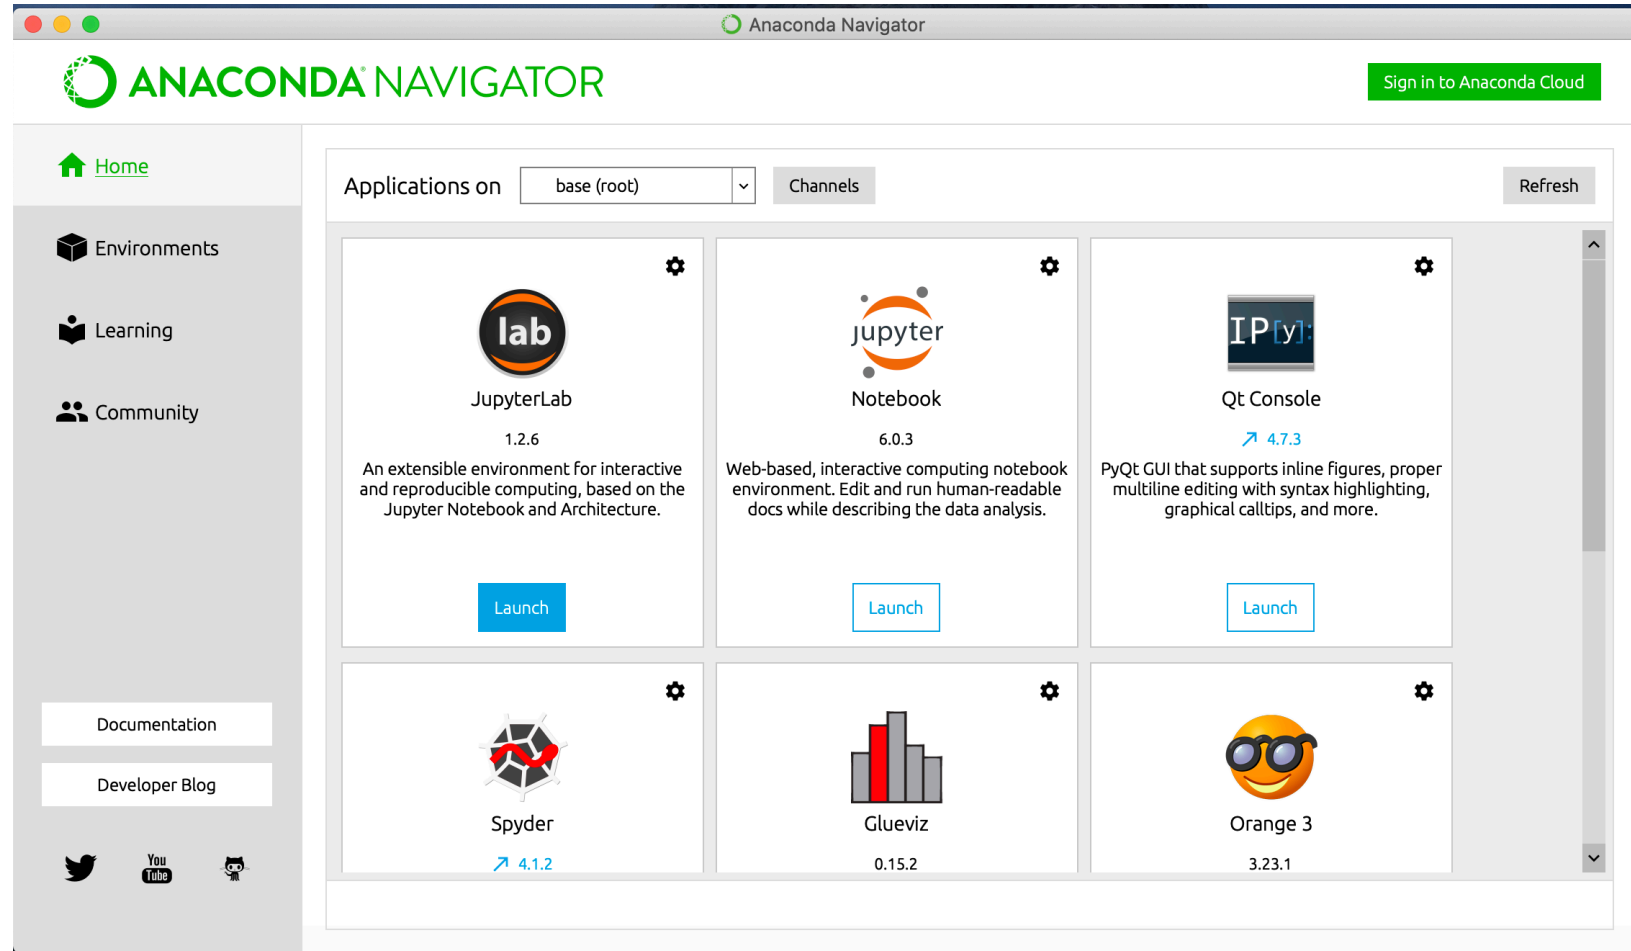 Anaconda Navigator
ANACONDA NAVIGATOR
Sign in to Anaconda Cloud
Home
Environments
Learning
Community
Documentation
Developer Blog
You
Tube
Applications on
base (root)
Channels
Refresh
lab
JupyterLab
1.2.6
An extensible environment for interactive
and reproducible computing, based on the
Jupyter Notebook and Architecture.
Launch
jupyter
Notebook
6.0.3
Web-based, interactive computing notebook
environment. Edit and run human-readable
docs while describing the data analysis.
Launch
IP[y]:
Qt Console
4.7.3
PyQt GUI that supports inline figures, proper
multiline editing with syntax highlighting,
graphical calltips, and more.
Launch
Spyder
4.1.2
Glueviz
0.15.2
Orange 3
3.23.1